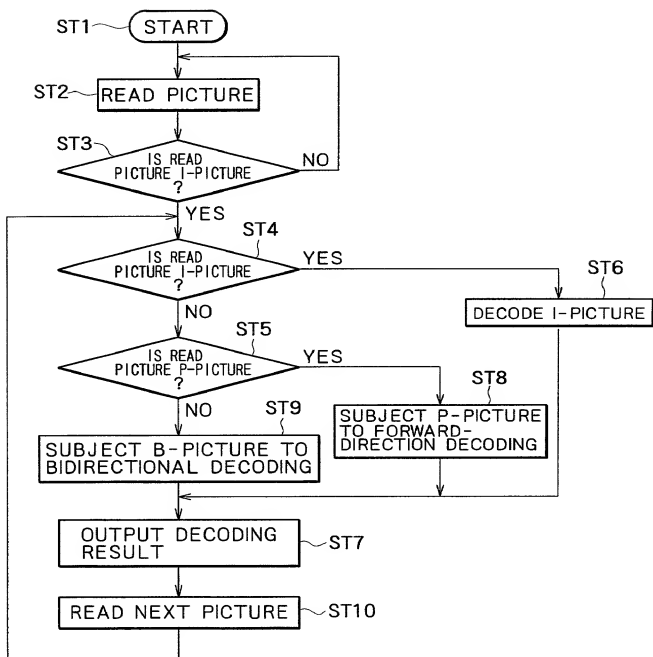 ST1
START
ST2
READ PICTURE
ST3
IS READ
PICTURE I-PICTURE
?
NO
YES
ST4
IS READ
PICTURE I-PICTURE
?
YES
NO
ST6
DECODE I-PICTURE
ST5
IS READ
PICTURE P-PICTURE
?
YES
NO
ST8
SUBJECT P-PICTURE
TO FORWARD-
DIRECTION DECODING
ST9
SUBJECT B-PICTURE TO
BIDIRECTIONAL DECODING
OUTPUT DECODING
RESULT
ST7
READ NEXT PICTURE
ST10